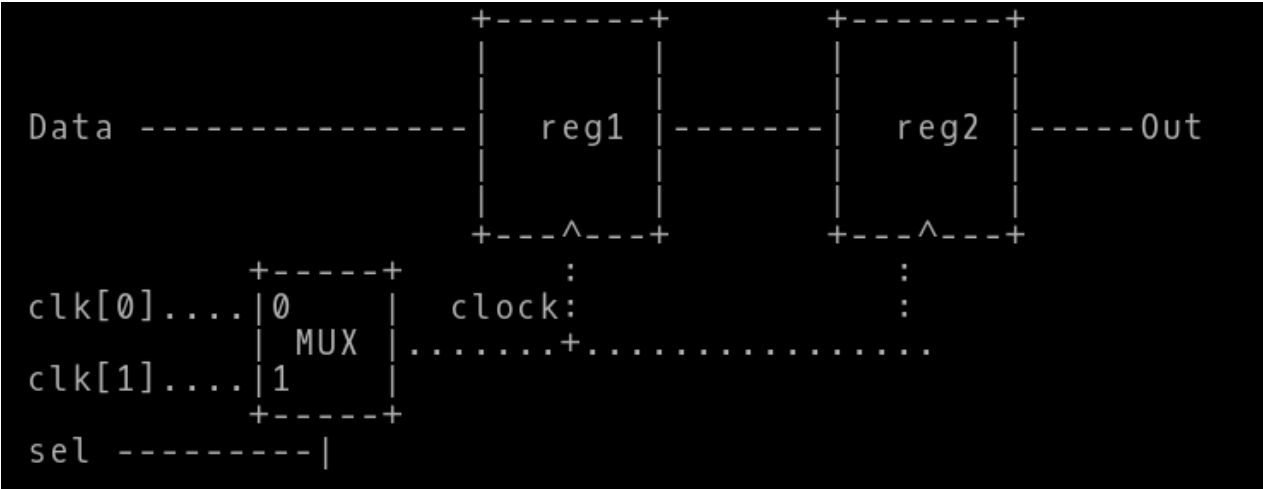 +-------+         +-------+
                         |       |         |       |
                         |       |         |       |
Data ------------------|  reg1 |-------|  reg2 |-----Out
                         |       |         |       |
                         |       |         |       |
                         +---^---+         +---^---+
            +-----+          :                 :
clk[0]....|0    |   clock:                 :
            | MUX |.......+................
clk[1]....|1    |
            +-----+
sel ---------|